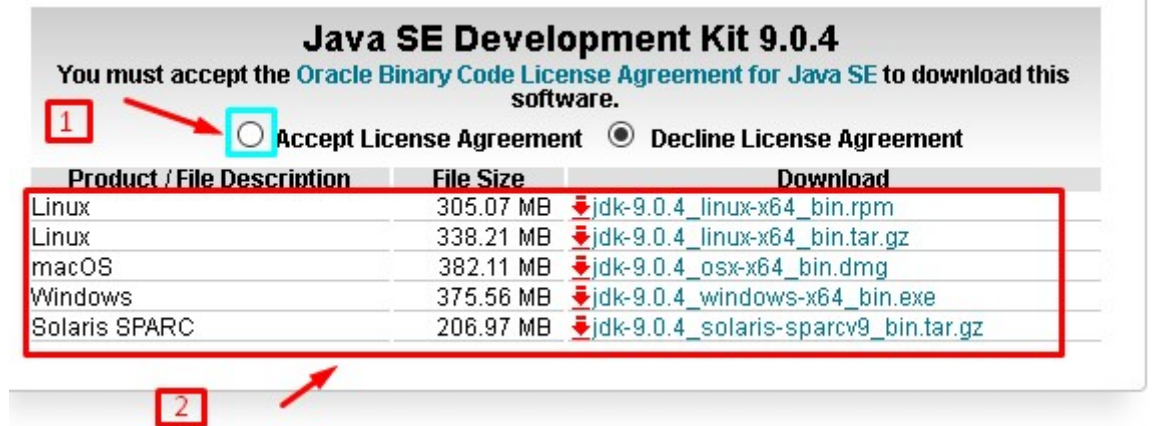 Java SE Development Kit 9.0.4
You must accept the Oracle Binary Code License Agreement for Java SE to download this
software.
1
Accept License Agreement Decline License Agreement
Product / File Description File Size Download
Linux 305.07 MB jdk-9.0.4_linux-x64_bin.rpm
Linux 338.21 MB jdk-9.0.4_linux-x64_bin.tar.gz
macOS 382.11 MB jdk-9.0.4_osx-x64_bin.dmg
Windows 375.56 MB jdk-9.0.4_windows-x64_bin.exe
Solaris SPARC 206.97 MB jdk-9.0.4_solaris-sparcv9_bin.tar.gz
2